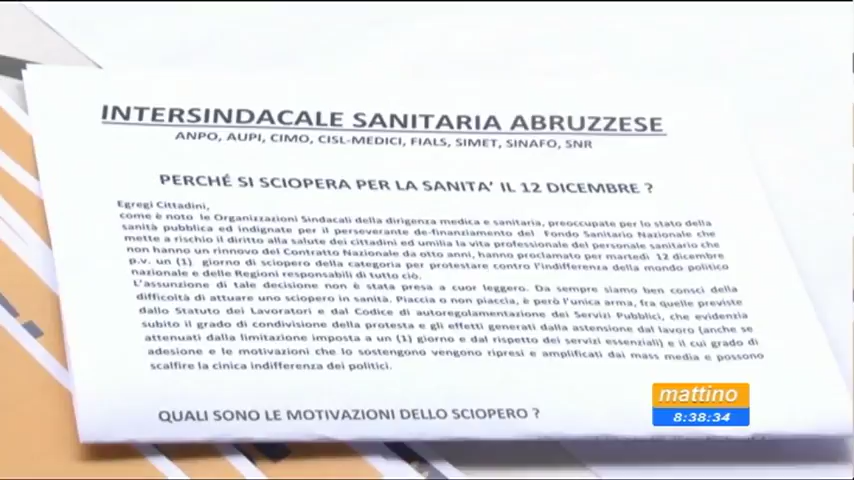 INTERSINDACALE SANITARIA ABRUZZESE
ANPO, AUPI, CIMO, CISL-MEDICI, FIALS, SIMET, SINAFO, SNR
PERCHÉ SI SCIOPERA PER LA SANITA' IL 12 DICEMBRE ?
Egregi Cittadini,
come è noto le Organizzazioni Sindacali della dirigenza medica e sanitaria, preoccupate per lo stato della
sanità pubblica ed indignate per il perseverante de-finanziamento del Fondo Sanitario Nazionale che
mette a rischio il diritto alla salute dei cittadini ed umilia la vita professionale del personale sanitario che
non hanno un rinnovo del Contratto Nazionale da otto anni, hanno proclamato per martedì 12 dicembre
p.v. un (1) giorno di sciopero della categoria per protestare contro l'indifferenza della mondo politico
nazionale e delle Regioni responsabili di tutto ciò.
L'assunzione di tale decisione non è stata presa a cuor leggero. Da sempre siamo ben consci della
difficoltà di attuare uno sciopero in sanità. Piaccia o non piaccia, è però l'unica arma, fra quelle previste
dallo Statuto dei Lavoratori e dal Codice di autoregolamentazione dei Servizi Pubblici, che evidenzia
subito il grado di condivisione della protesta e gli effetti generati dalla astensione dal lavoro (anche se
attenuati dalla limitazione imposta a un (1) giorno e dal rispetto dei servizi essenziali) e il cui grado di
adesione e le motivazioni che lo sostengono vengono ripresi e amplificati dai mass media e possono
scalfire la cinica indifferenza dei politici.
QUALI SONO LE MOTIVAZIONI DELLO SCIOPERO ?
mattino
8:38:34